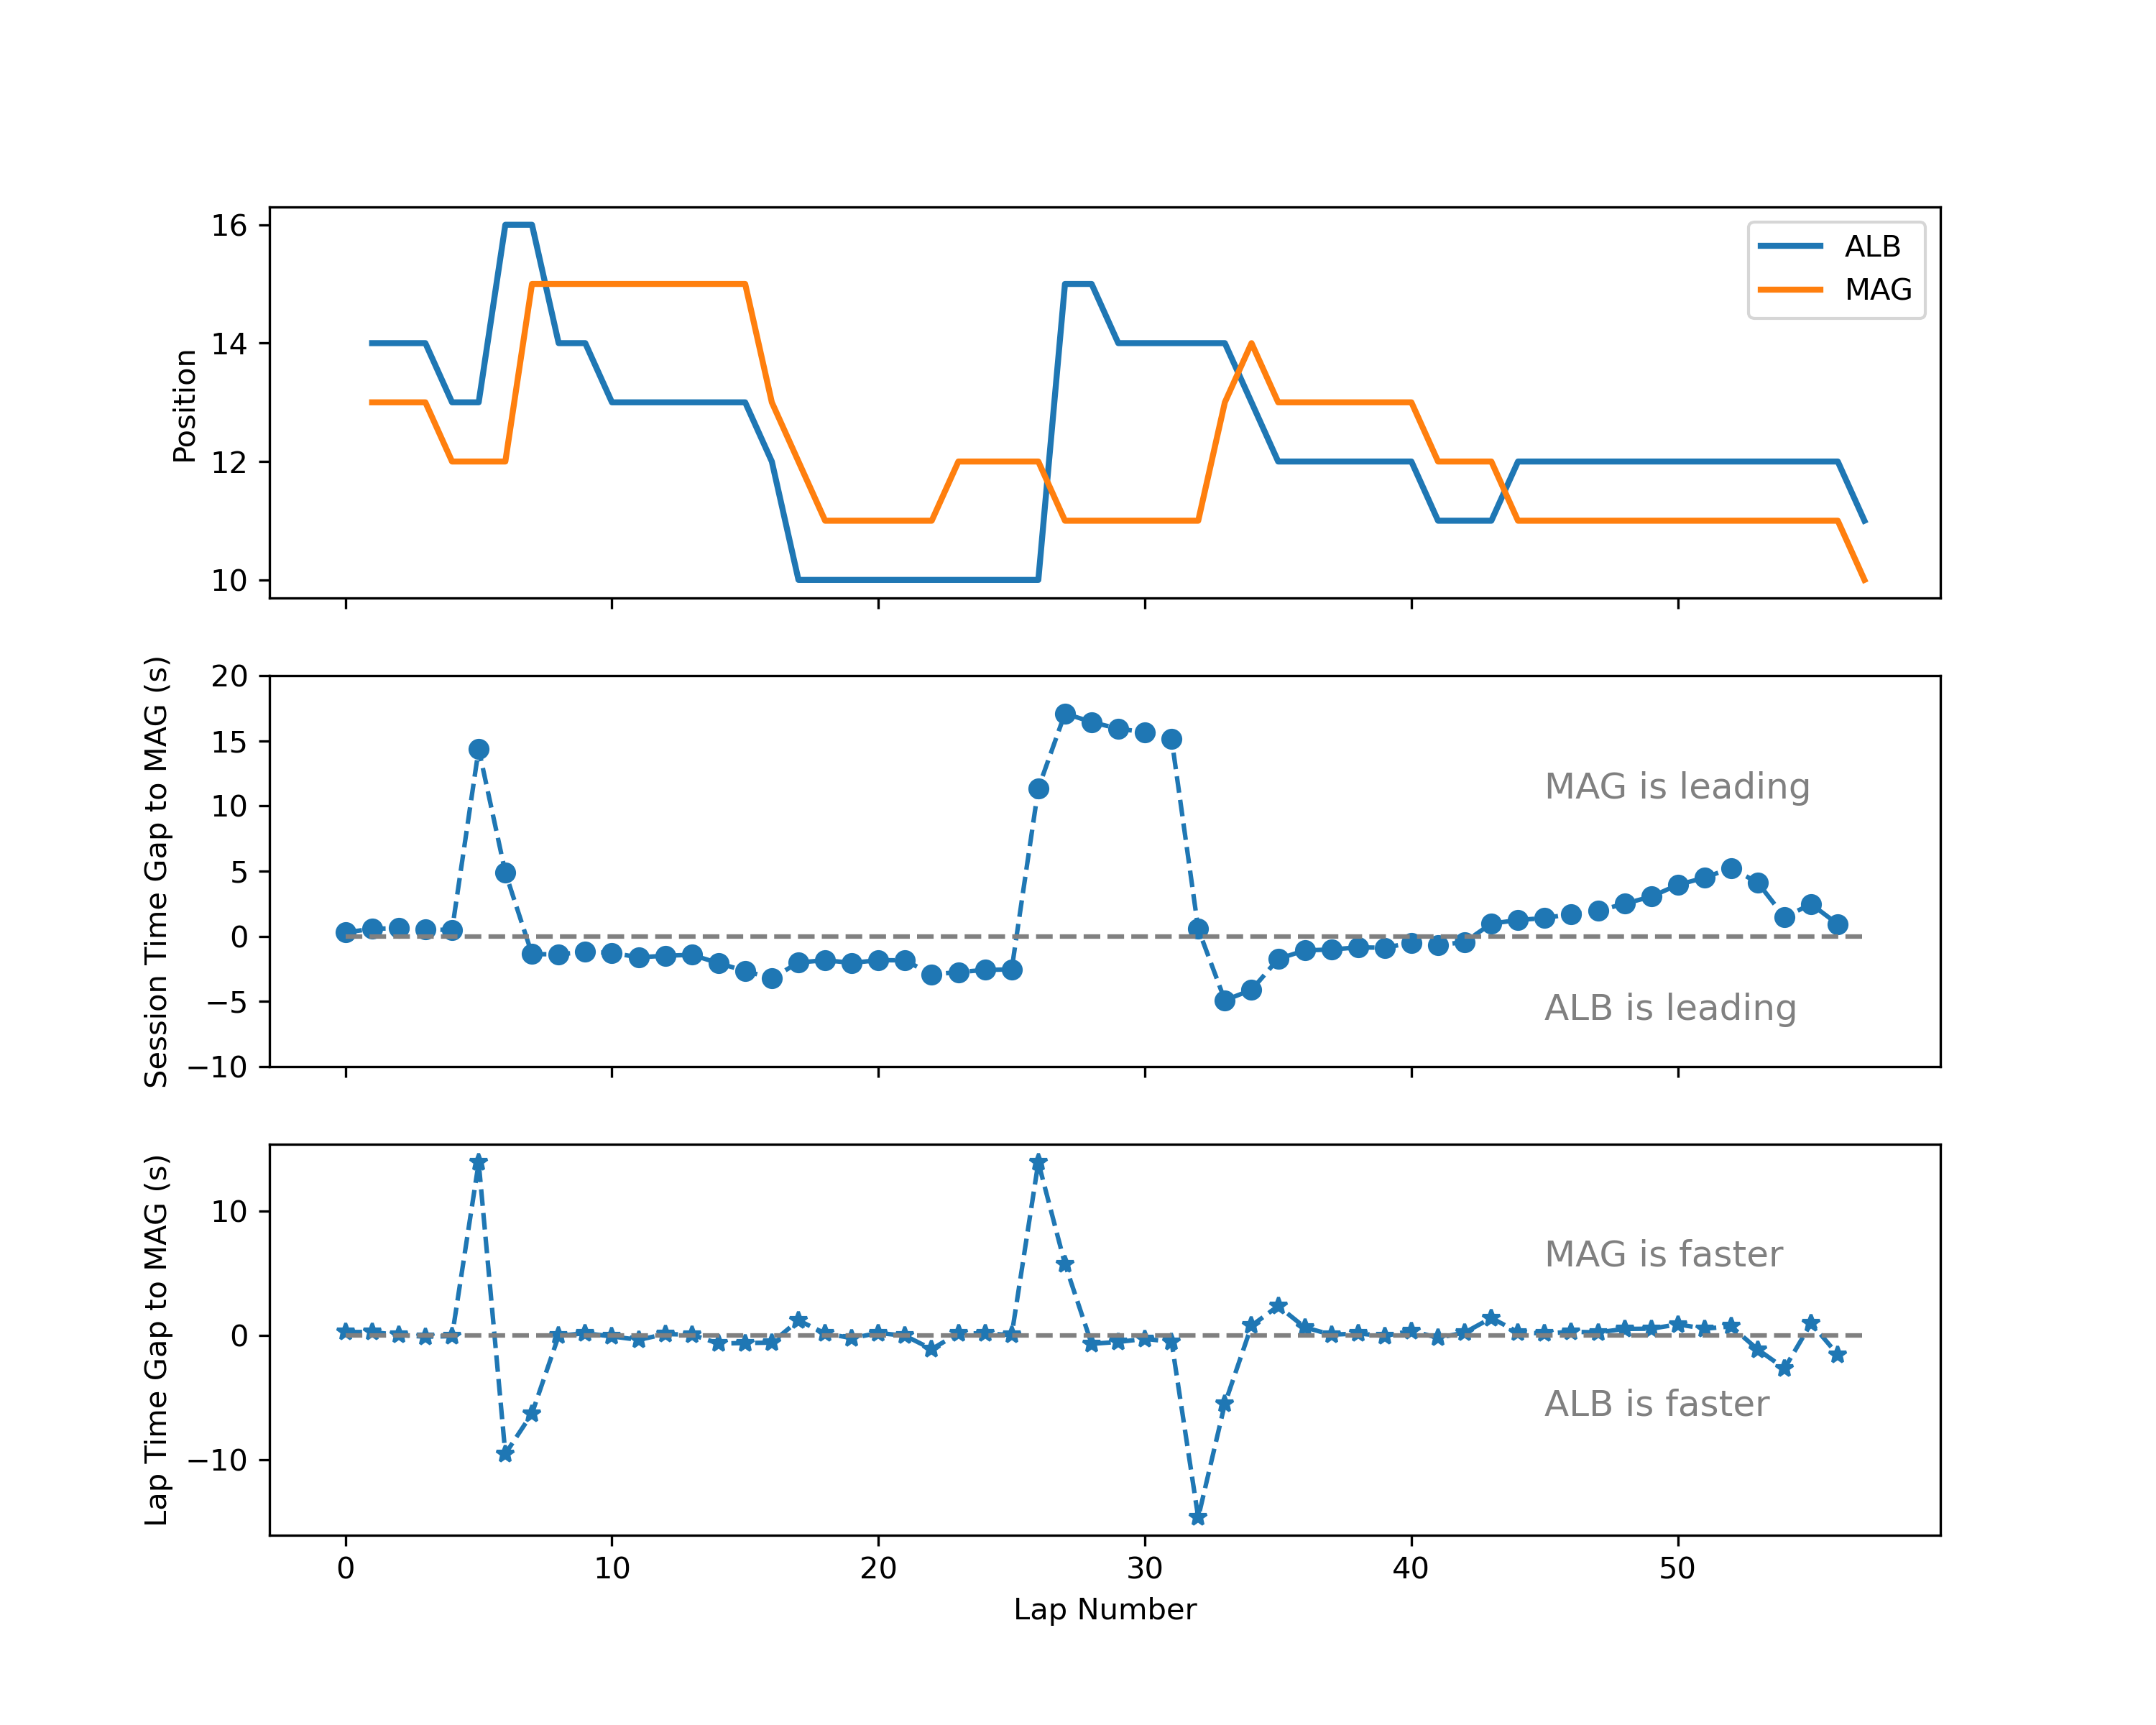 16
14
12
10
Position
ALB
MAG
20
15
10
5
0
−5
−10
Session Time Gap to MAG (s)
MAG is leading
ALB is leading
10
0
−10
Lap Time Gap to MAG (s)
MAG is faster
ALB is faster
0 10 20 30 40 50
Lap Number